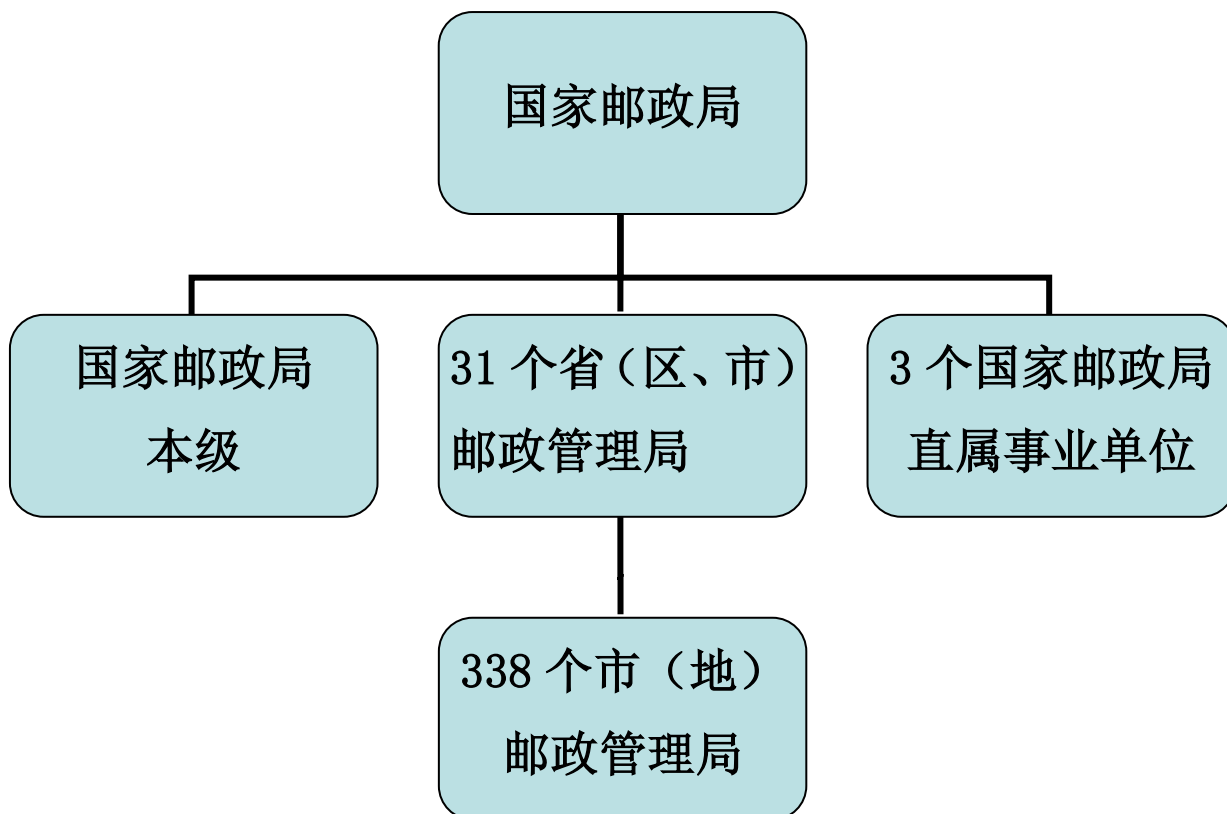 国家邮政局
国家邮政局
本级
31 个省（区、市）
邮政管理局
3 个国家邮政局
直属事业单位
338 个市（地）
邮政管理局